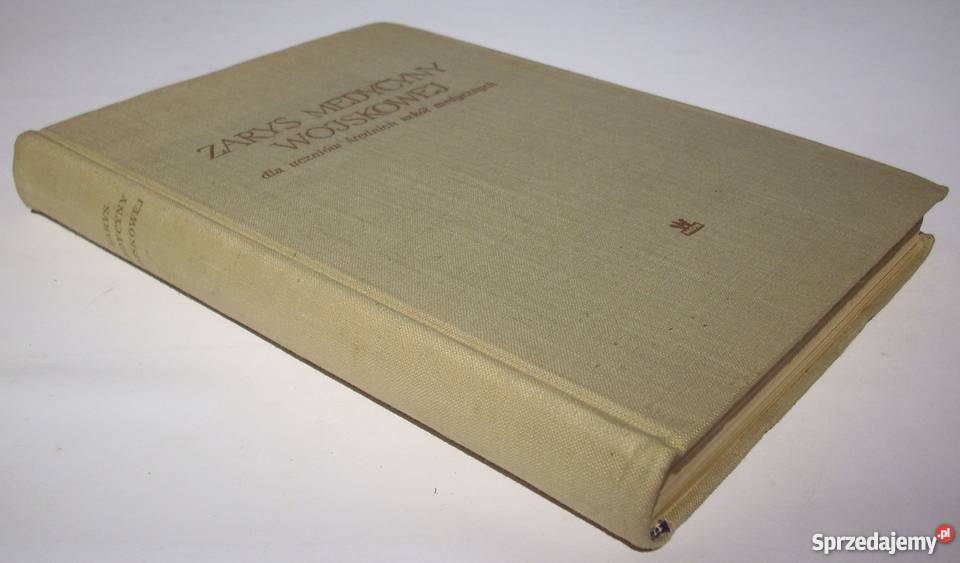 ZARYS MEDYCYNY
WOJSKOWEJ
dla uczniów średnich szkół medycznych
ZARYS
MEDYCYNY
WOJSKOWEJ
Sprzedajemy.pl